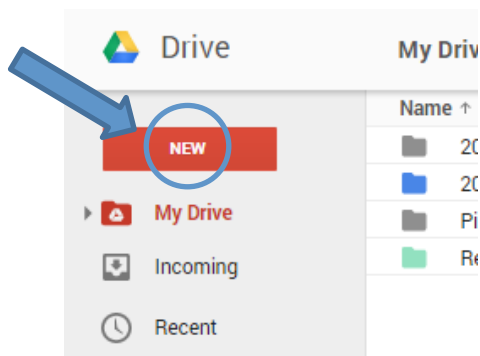 Drive
My Driv
NEW
Name ↑
20
20
Pi
Re
My Drive
Incoming
Recent